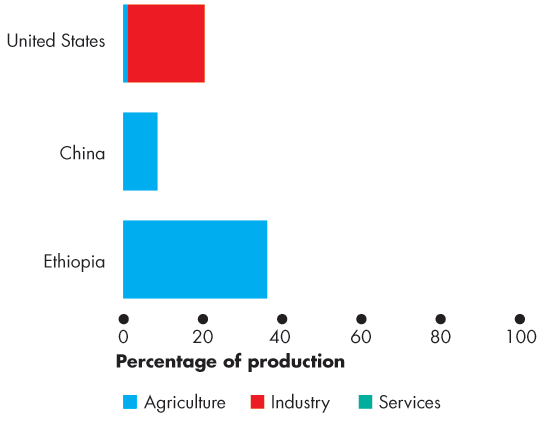 United States
China
Ethiopia
0 20 40 60 80 100
Percentage of production
Agriculture Industry Services